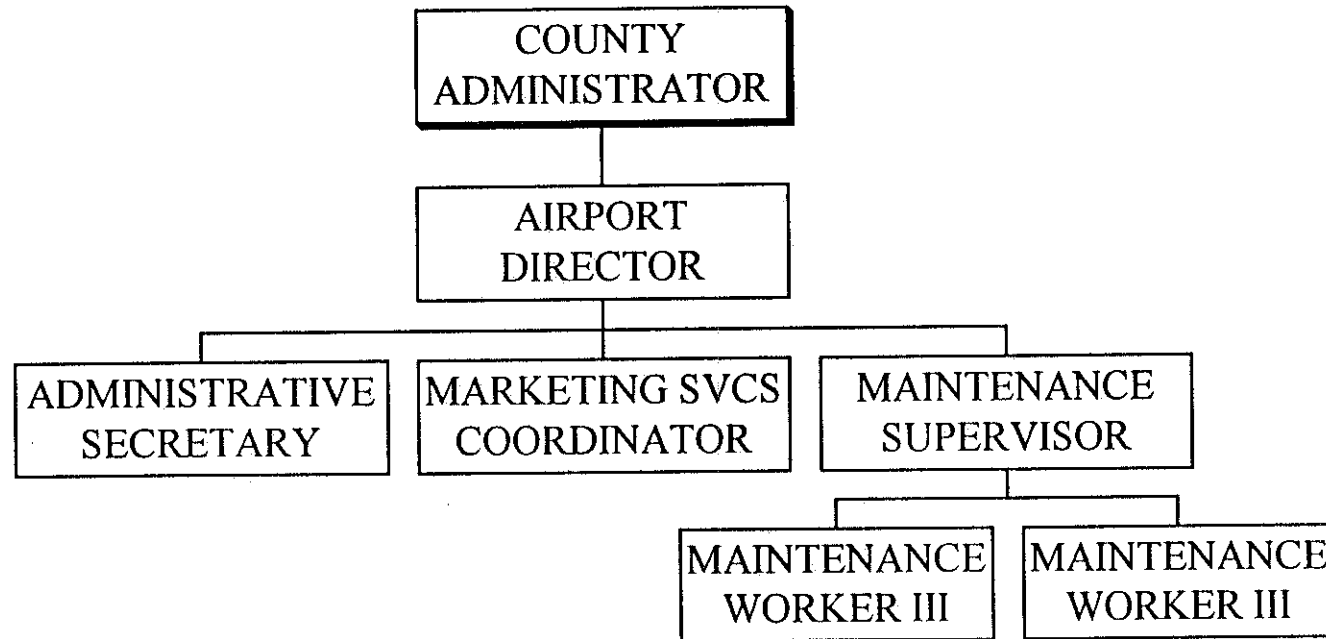 COUNTY
ADMINISTRATOR
AIRPORT
DIRECTOR
ADMINISTRATIVE
SECRETARY
MARKETING SVCS
COORDINATOR
MAINTENANCE
SUPERVISOR
MAINTENANCE
WORKER III
MAINTENANCE
WORKER III